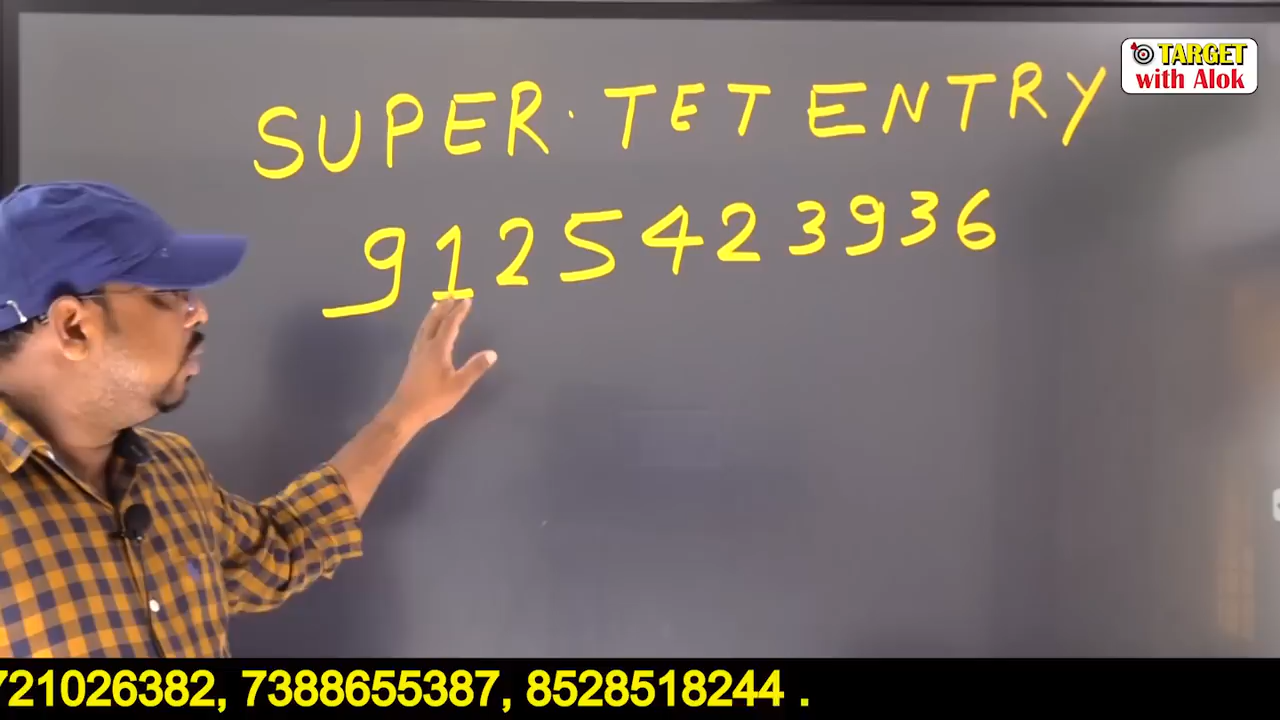 TARGET
with Alok
SUPER. TET ENTRY
9125423936
721026382, 7388655387, 8528518244 .